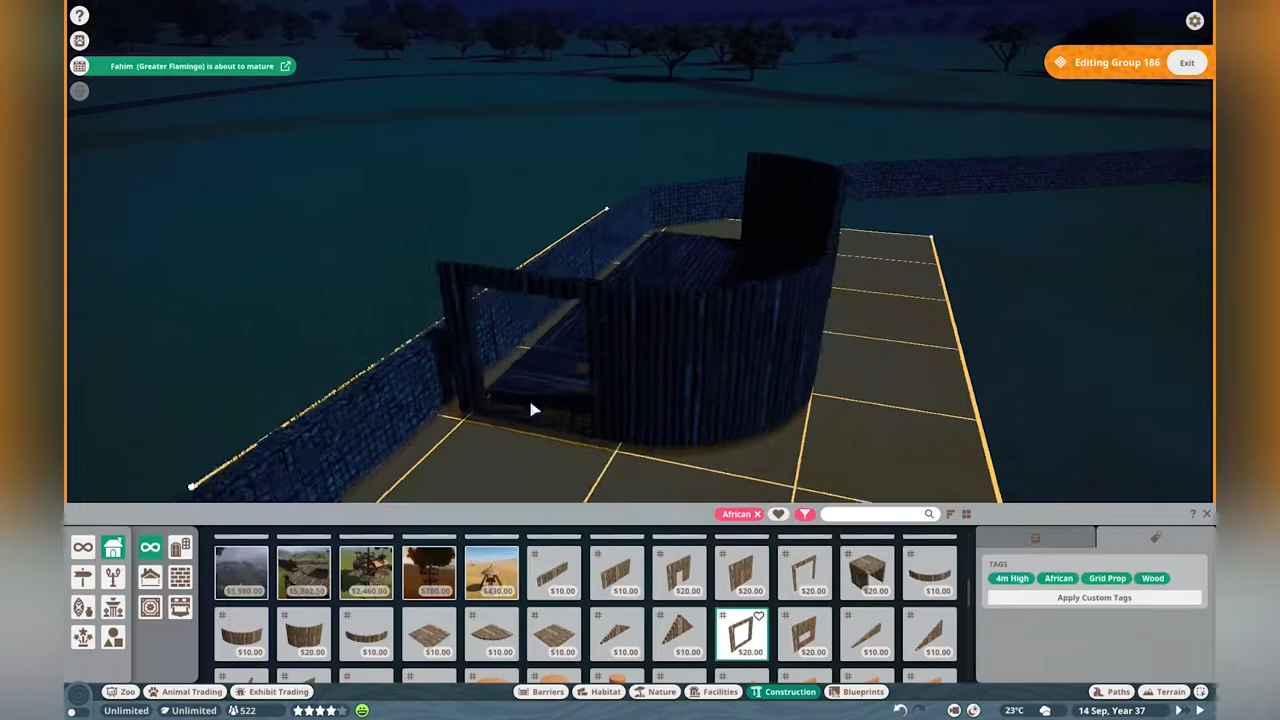 ?
Fahim (Greater Flamingo) is about to mature
Editing Group 186
Exit
African ×
? ×
$5,980.00 $5,802.50 $2,460.00 $780.00 $430.00 $10.00 $10.00 $20.00 $20.00 $20.00 $20.00 $10.00
$10.00 $20.00 $10.00 $10.00 $10.00 $10.00 $10.00 $10.00 $20.00 $20.00 $10.00 $10.00
TAGS
4m High African Grid Prop Wood
Apply Custom Tags
Zoo Animal Trading Exhibit Trading Barriers Habitat Nature Facilities Construction Blueprints Paths Terrain
Unlimited Unlimited 522 23°C 14 Sep, Year 37